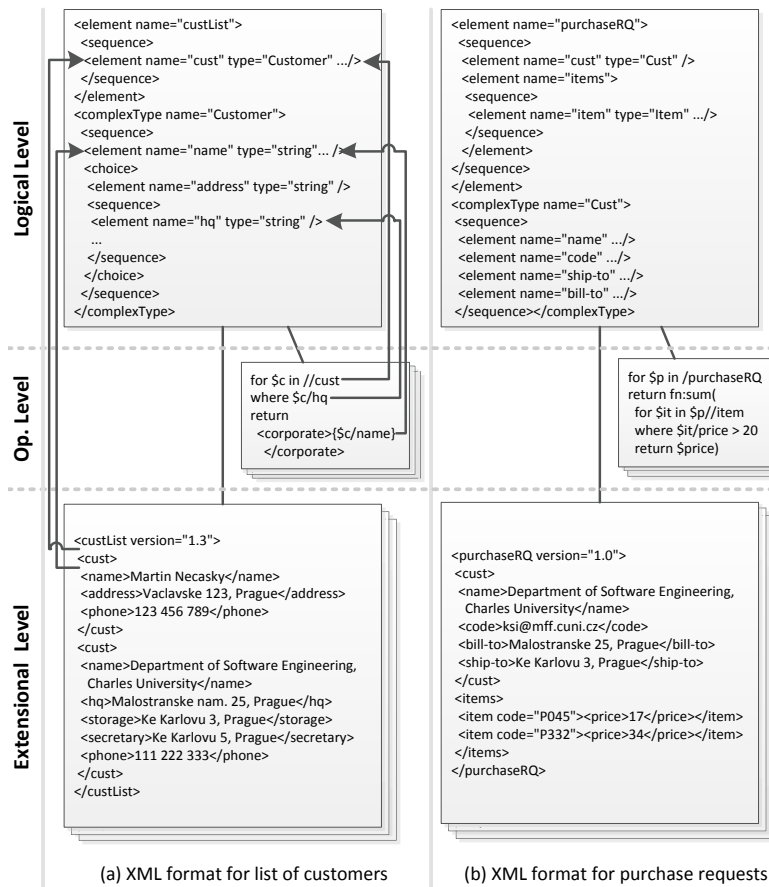 Logical Level
<element name="custList">
<sequence>
<element name="cust" type="Customer" .../>
</sequence>
</element>
<complexType name="Customer">
<sequence>
<element name="name" type="string"... />
<choice>
<element name="address" type="string" />
<sequence>
<element name="hq" type="string" />
...
</sequence>
</choice>
</sequence>
</complexType>
<element name="purchaseRQ">
<sequence>
<element name="cust" type="Cust" />
<element name="items">
<sequence>
<element name="item" type="Item" .../>
</sequence>
</element>
</sequence>
</element>
<complexType name="Cust">
<sequence>
<element name="name" .../>
<element name="code" .../>
<element name="ship-to" .../>
<element name="bill-to" .../>
</sequence></complexType>
Op. Level
for $c in //cust
where $c/hq
return
<corporate>{$c/name}
</corporate>
for $p in /purchaseRQ
return fn:sum(
for $it in $p//item
where $it/price > 20
return $price)
Extensional Level
<custList version="1.3">
<cust>
<name>Martin Necasky</name>
<address>Vaclavske 123, Prague</address>
<phone>123 456 789</phone>
</cust>
<cust>
<name>Department of Software Engineering,
Charles University</name>
<hq>Malostranske nam. 25, Prague</hq>
<storage>Ke Karlovu 3, Prague</storage>
<secretary>Ke Karlovu 5, Prague</secretary>
<phone>111 222 333</phone>
</cust>
</custList>
<purchaseRQ version="1.0">
<cust>
<name>Department of Software Engineering,
Charles University</name>
<code>ksi@mff.cuni.cz</code>
<bill-to>Malostranske 25, Prague</bill-to>
<ship-to>Ke Karlovu 3, Prague</ship-to>
</cust>
<items>
<item code="P045"><price>17</price></item>
<item code="P332"><price>34</price></item>
</items>
</purchaseRQ>
(a) XML format for list of customers
(b) XML format for purchase requests